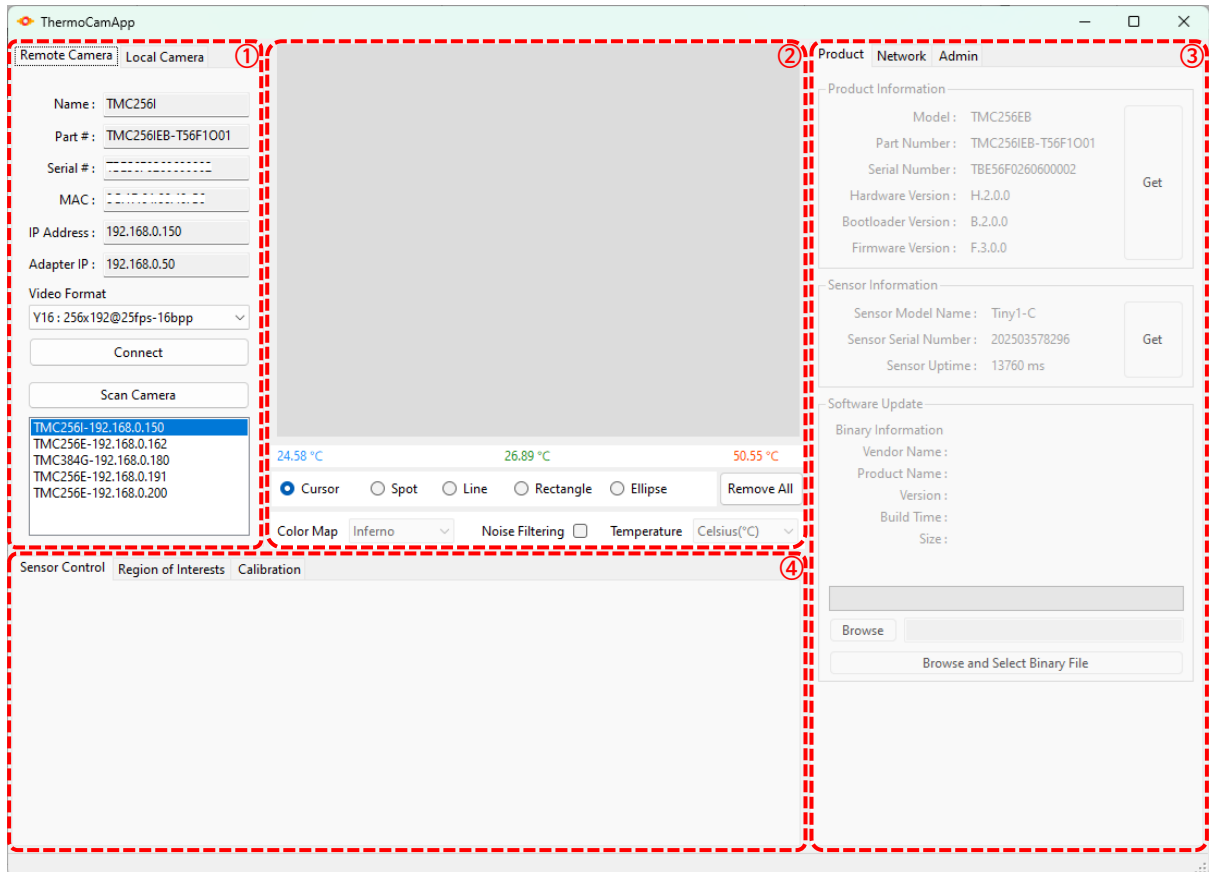 ThermoCamApp
Remote Camera Local Camera ①
Name : TMC256I
Part # : TMC256IEB-T56F1O01
Serial # :
MAC :
IP Address : 192.168.0.150
Adapter IP : 192.168.0.50
Video Format
Y16 : 256x192@25fps-16bpp
Connect
Scan Camera
TMC256I-192.168.0.150
TMC256E-192.168.0.162
TMC384G-192.168.0.180
TMC256E-192.168.0.191
TMC256E-192.168.0.200
②
24.58 °C 26.89 °C 50.55 °C
Cursor Spot Line Rectangle Ellipse Remove All
Color Map Inferno Noise Filtering Temperature Celsius(°C)
Product Network Admin ③
Product Information
Model : TMC256EB
Part Number : TMC256IEB-T56F1O01
Serial Number : TBE56F0260600002
Hardware Version : H.2.0.0
Bootloader Version : B.2.0.0
Firmware Version : F.3.0.0
Get
Sensor Information
Sensor Model Name : Tiny1-C
Sensor Serial Number : 202503578296
Sensor Uptime : 13760 ms
Get
Software Update
Binary Information
Vendor Name :
Product Name :
Version :
Build Time :
Size :
Browse
Browse and Select Binary File
Sensor Control Region of Interests Calibration ④